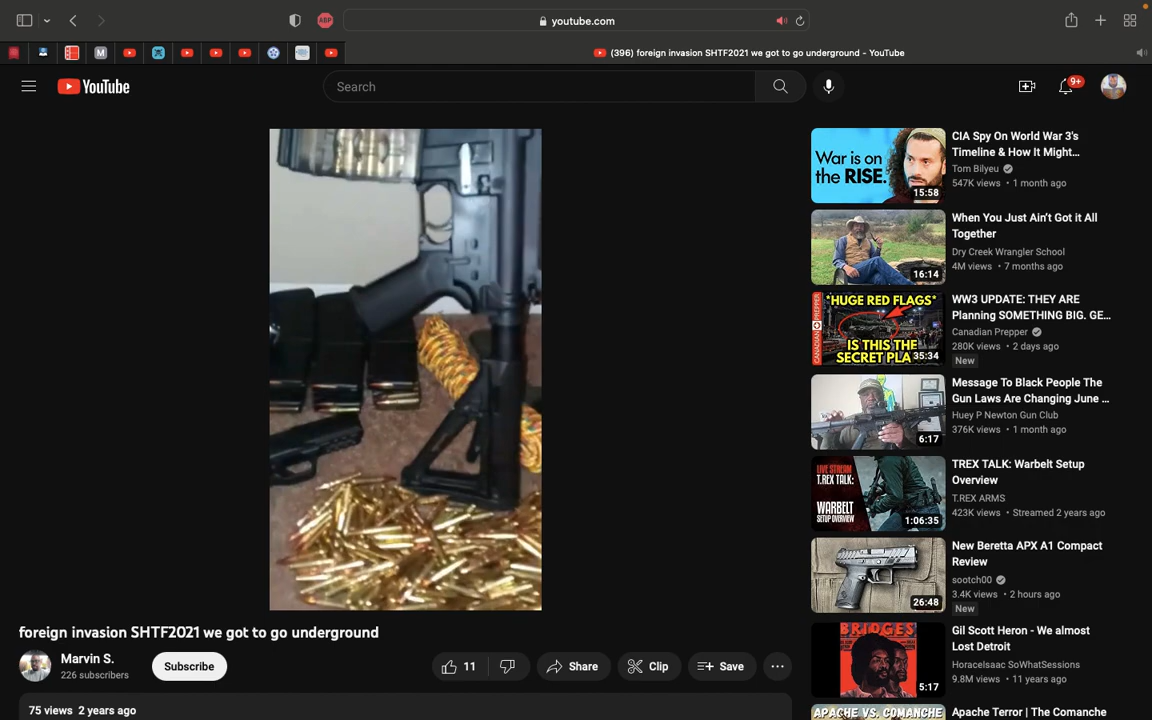 youtube.com
ABP
M
(396) foreign invasion SHTF2021 we got to go underground - YouTube
YouTube
Search
9+
War is on
the RISE.
15:58
CIA Spy On World War 3's
Timeline & How It Might...
Tom Bilyeu
547K views • 1 month ago
16:14
When You Just Ain't Got it All
Together
Dry Creek Wrangler School
4M views • 7 months ago
*HUGE RED FLAGS*
CANADIAN PREPPER
IS THIS THE
SECRET PLA
35:34
WW3 UPDATE: THEY ARE
Planning SOMETHING BIG. GE...
Canadian Prepper
280K views • 2 days ago
New
6:17
Message To Black People The
Gun Laws Are Changing June ...
Huey P Newton Gun Club
376K views • 1 month ago
LIVE STREAM
T.REX TALK:
WARBELT
SETUP OVERVIEW
1:06:35
TREX TALK: Warbelt Setup
Overview
T.REX ARMS
423K views • Streamed 2 years ago
26:48
New Beretta APX A1 Compact
Review
sootch00
3.4K views • 2 hours ago
New
BRIDGES
5:17
Gil Scott Heron - We almost
Lost Detroit
HoraceIsaac SoWhatSessions
9.8M views • 11 years ago
APACHE VS. COMANCHE
Apache Terror | The Comanche
foreign invasion SHTF2021 we got to go underground
Marvin S.
226 subscribers
Subscribe
11
Share
Clip
Save
75 views 2 years ago